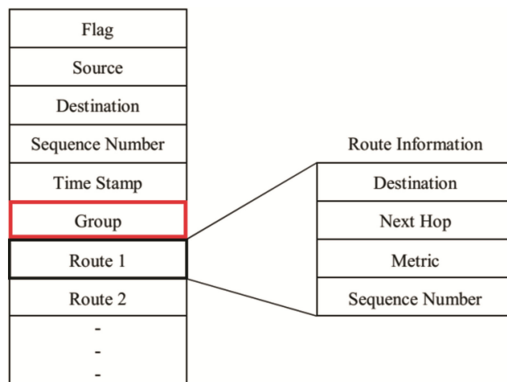 Flag
Source
Destination
Sequence Number
Time Stamp
Group
Route 1
Route 2
-
-
-
Route Information
Destination
Next Hop
Metric
Sequence Number